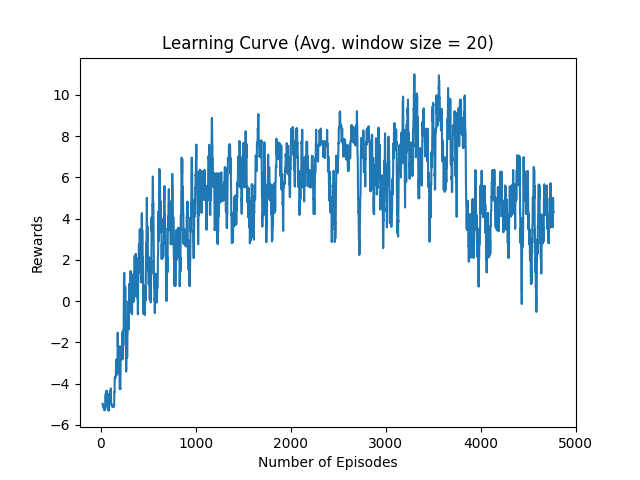 Learning Curve (Avg. window size = 20)
Rewards
10
8
6
4
2
0
−2
−4
−6
0 1000 2000 3000 4000 5000
Number of Episodes